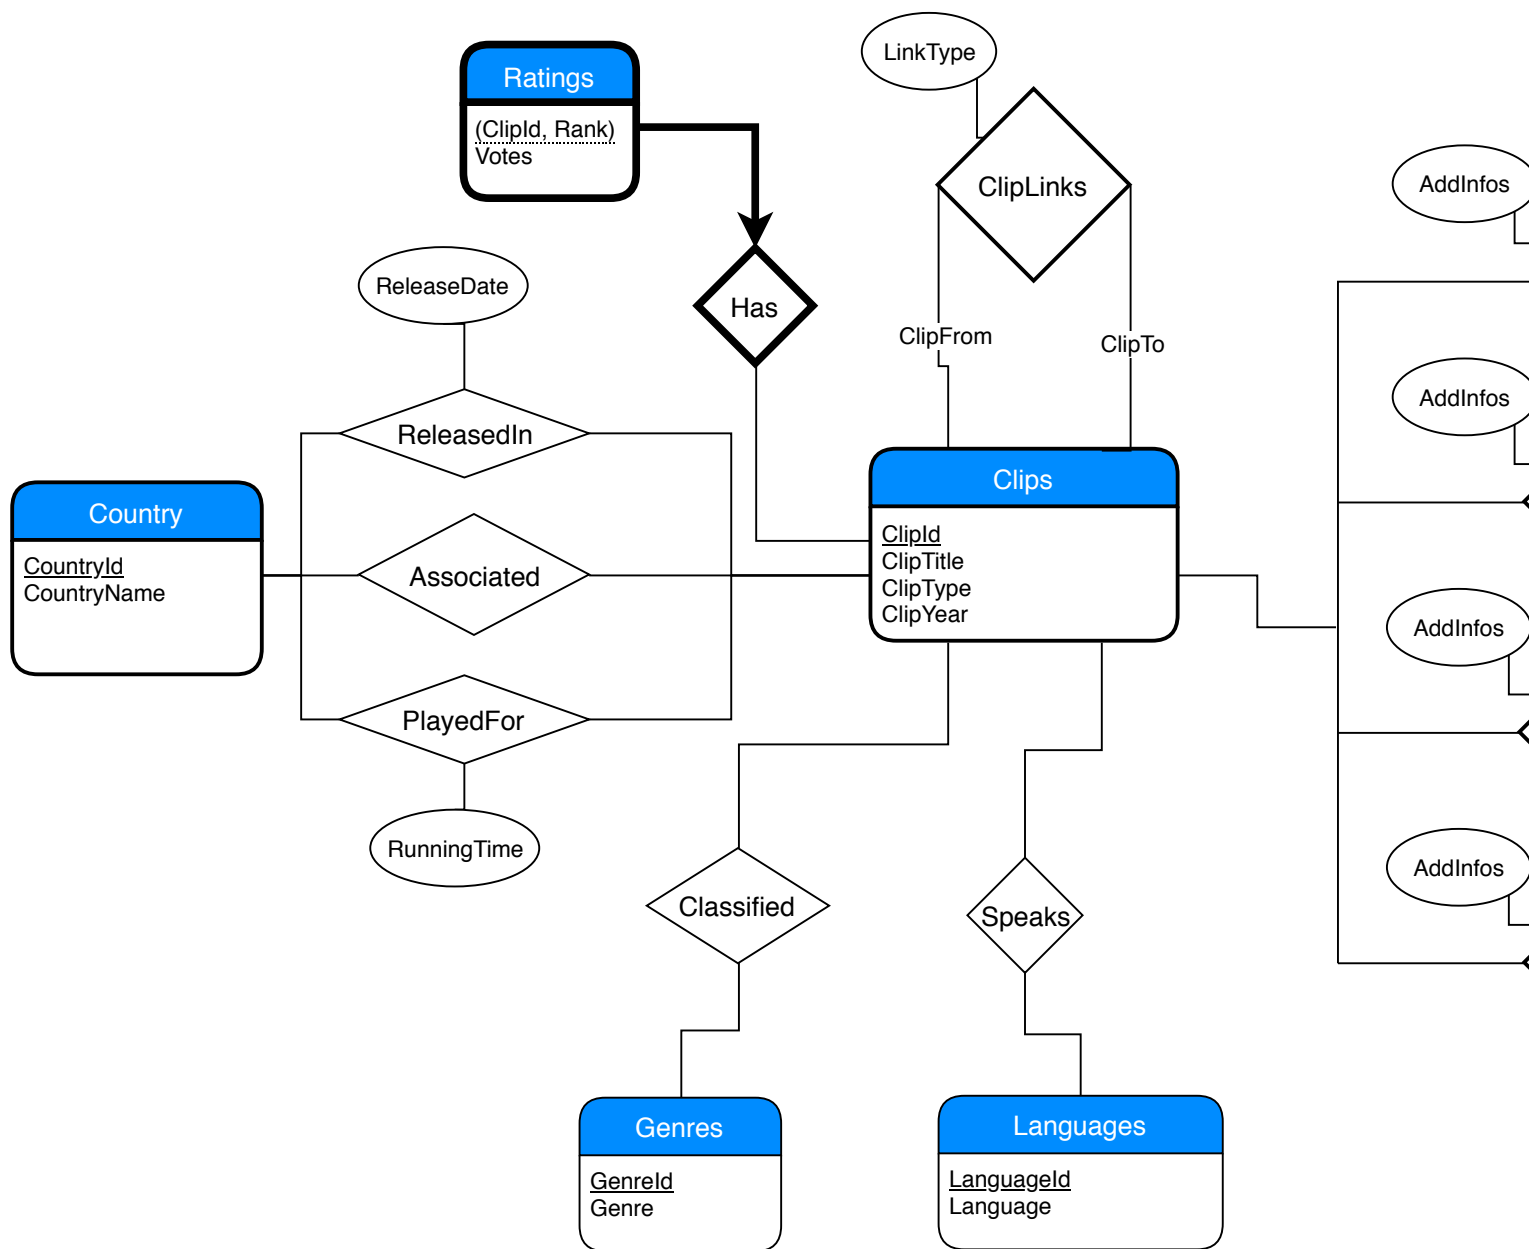 LinkType
Ratings
(ClipId, Rank)
Votes
ClipLinks
AddInfos
ReleaseDate
Has
ClipFrom
ClipTo
AddInfos
ReleasedIn
Clips
Country
ClipId
ClipTitle
ClipType
ClipYear
CountryId
CountryName
Associated
AddInfos
PlayedFor
RunningTime
AddInfos
Classified
Speaks
Genres
GenreId
Genre
Languages
LanguageId
Language